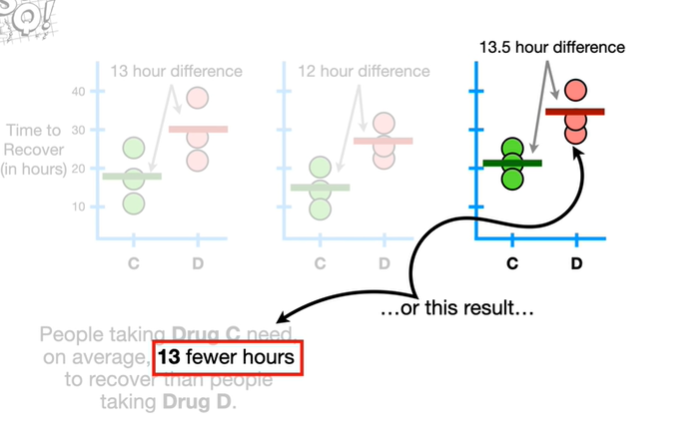 Q!
13.5 hour difference
13 hour difference
12 hour difference
40
30
20
10
Time to
Recover
(in hours)
C
D
C
D
C
D
…or this result…
People taking Drug C need,
on average, 13 fewer hours
to recover than people
taking Drug D.